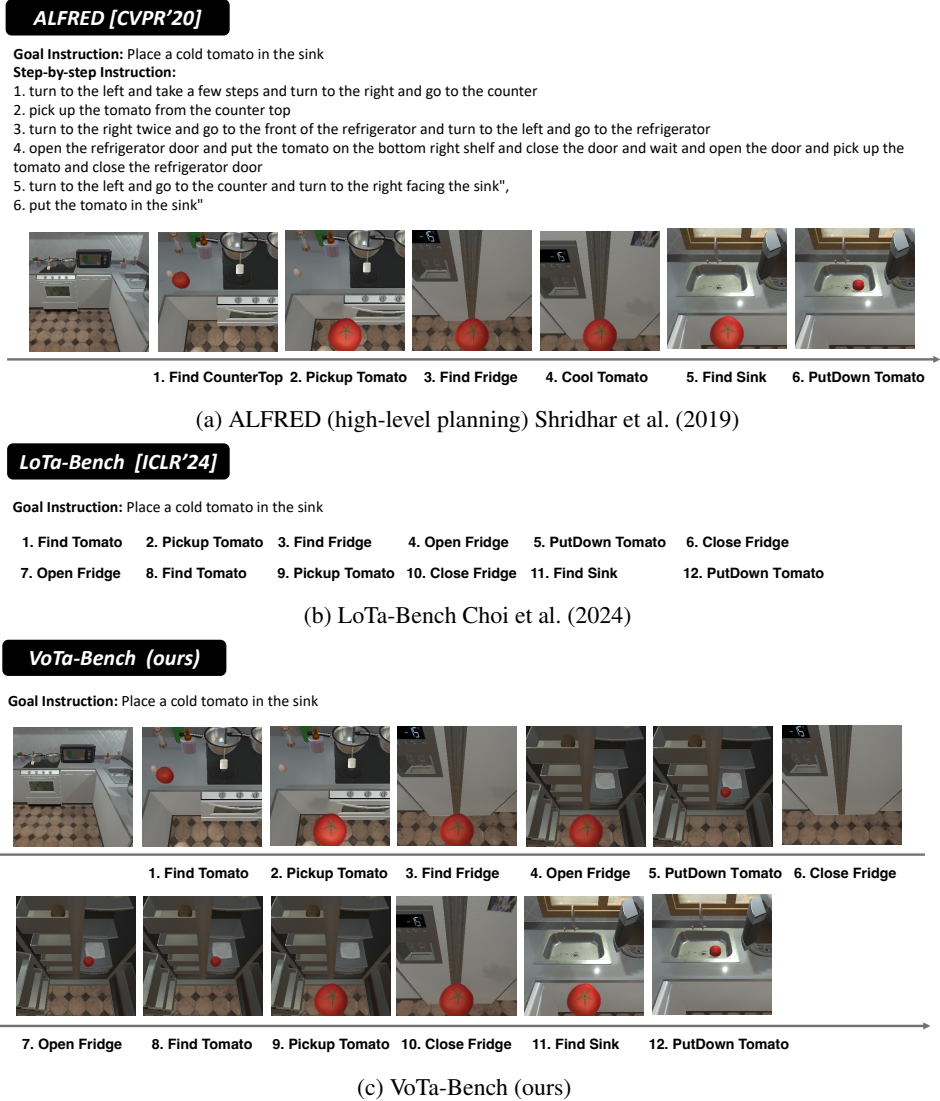 ALFRED [CVPR’20]
Goal Instruction: Place a cold tomato in the sink
Step-by-step Instruction:
1. turn to the left and take a few steps and turn to the right and go to the counter
2. pick up the tomato from the counter top
3. turn to the right twice and go to the front of the refrigerator and turn to the left and go to the refrigerator
4. open the refrigerator door and put the tomato on the bottom right shelf and close the door and wait and open the door and pick up the
tomato and close the refrigerator door
5. turn to the left and go to the counter and turn to the right facing the sink",
6. put the tomato in the sink"
-6 -6
1. Find CounterTop 2. Pickup Tomato 3. Find Fridge 4. Cool Tomato 5. Find Sink 6. PutDown Tomato
(a) ALFRED (high-level planning) Shridhar et al. (2019)
LoTa-Bench [ICLR’24]
Goal Instruction: Place a cold tomato in the sink
1. Find Tomato 2. Pickup Tomato 3. Find Fridge 4. Open Fridge 5. PutDown Tomato 6. Close Fridge
7. Open Fridge 8. Find Tomato 9. Pickup Tomato 10. Close Fridge 11. Find Sink 12. PutDown Tomato
(b) LoTa-Bench Choi et al. (2024)
VoTa-Bench (ours)
Goal Instruction: Place a cold tomato in the sink
-6 -6
1. Find Tomato 2. Pickup Tomato 3. Find Fridge 4. Open Fridge 5. PutDown Tomato 6. Close Fridge
-6
7. Open Fridge 8. Find Tomato 9. Pickup Tomato 10. Close Fridge 11. Find Sink 12. PutDown Tomato
(c) VoTa-Bench (ours)